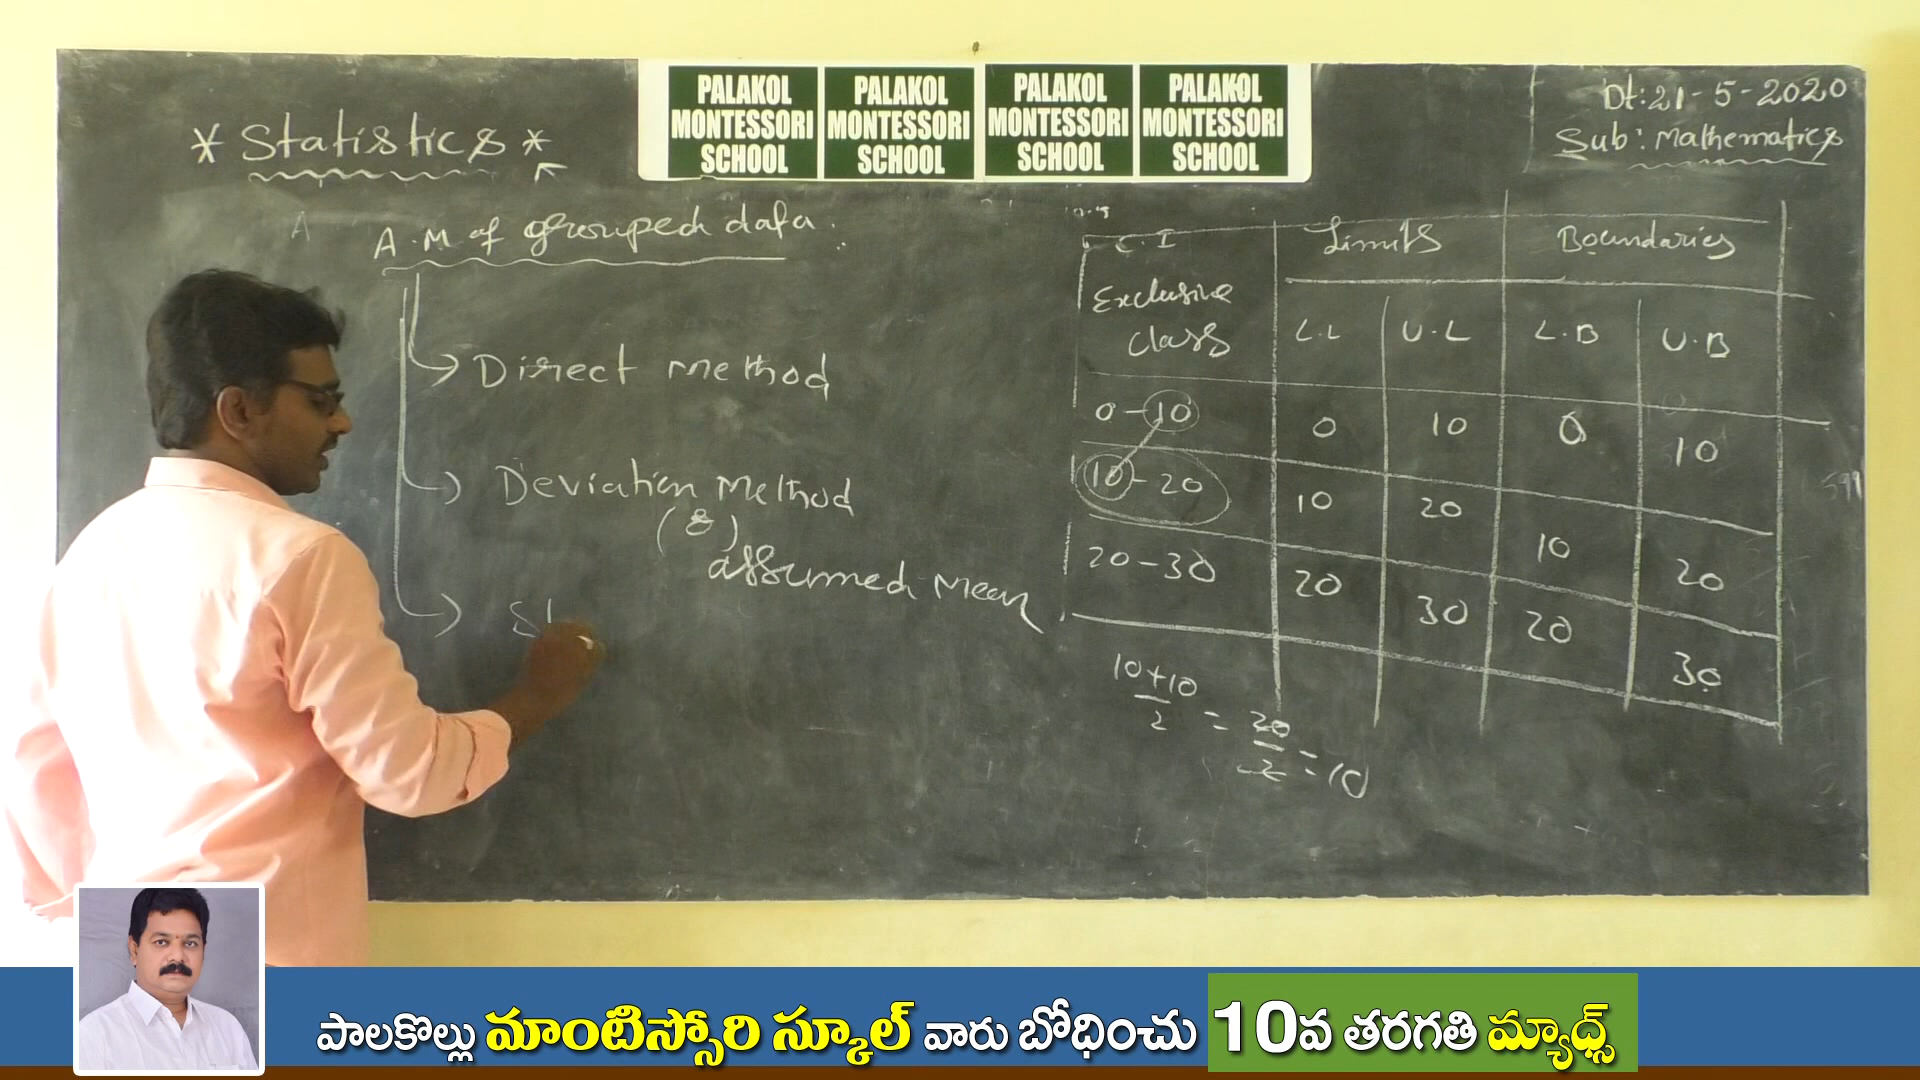 PALAKOL MONTESSORI SCHOOL
PALAKOL MONTESSORI SCHOOL
PALAKOL MONTESSORI SCHOOL
PALAKOL MONTESSORI SCHOOL
Dt: 21-5-2020
Sub: Mathematics
* Statistics *
A.M of grouped data.
Direct Method
Deviation Method
(or)
assumed Mean
St
C.I Limits Boundaries
Exclusive class L.L U.L L.B U.B
0-10 0 10 0 10
10-20 10 20 10 20
20-30 20 30 20 30
10+10/2 = 20/2 = 10
పాలకొల్లు మాంటిస్సోరి స్కూల్ వారు బోధించు 10వ తరగతి మ్యాథ్స్